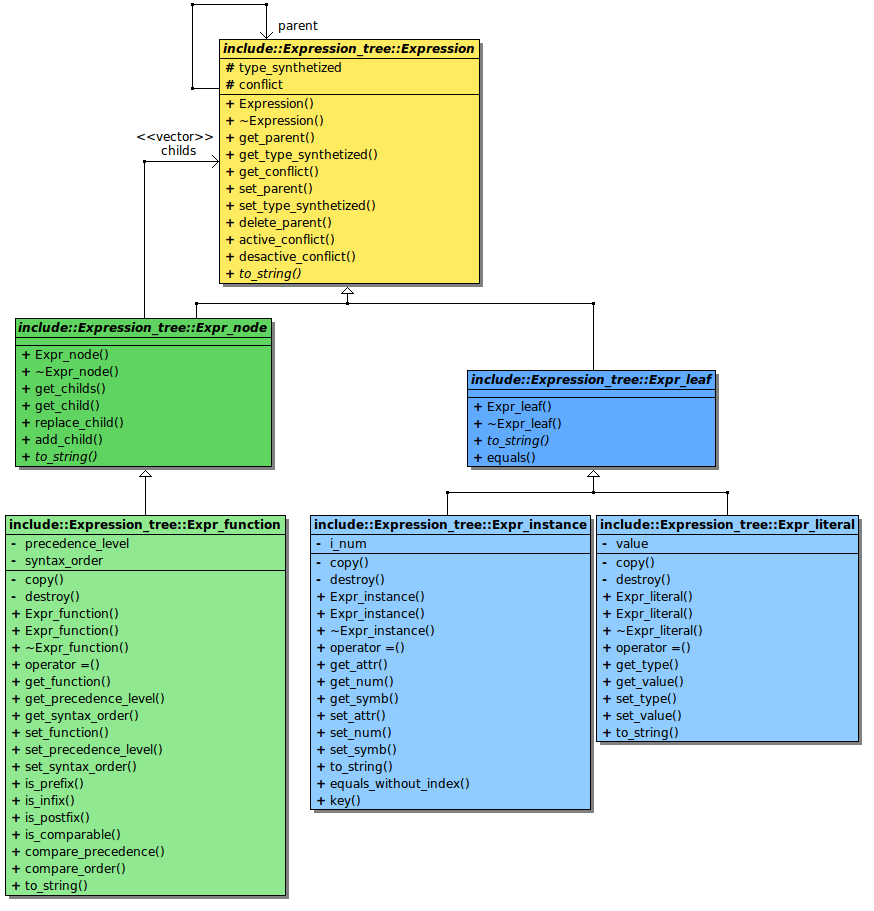 parent
include::Expression_tree::Expression
# type_synthetized
# conflict
+ Expression()
+ ~Expression()
+ get_parent()
+ get_type_synthetized()
+ get_conflict()
+ set_parent()
+ set_type_synthetized()
+ delete_parent()
+ active_conflict()
+ desactive_conflict()
+ to_string()
<<vector>>
childs
include::Expression_tree::Expr_node
+ Expr_node()
+ ~Expr_node()
+ get_childs()
+ get_child()
+ replace_child()
+ add_child()
+ to_string()
include::Expression_tree::Expr_leaf
+ Expr_leaf()
+ ~Expr_leaf()
+ to_string()
+ equals()
include::Expression_tree::Expr_function
- precedence_level
- syntax_order
- copy()
- destroy()
+ Expr_function()
+ Expr_function()
+ ~Expr_function()
+ operator =()
+ get_function()
+ get_precedence_level()
+ get_syntax_order()
+ set_function()
+ set_precedence_level()
+ set_syntax_order()
+ is_prefix()
+ is_infix()
+ is_postfix()
+ is_comparable()
+ compare_precedence()
+ compare_order()
+ to_string()
include::Expression_tree::Expr_instance
- i_num
- copy()
- destroy()
+ Expr_instance()
+ Expr_instance()
+ ~Expr_instance()
+ operator =()
+ get_attr()
+ get_num()
+ get_symb()
+ set_attr()
+ set_num()
+ set_symb()
+ to_string()
+ equals_without_index()
+ key()
include::Expression_tree::Expr_literal
- value
- copy()
- destroy()
+ Expr_literal()
+ Expr_literal()
+ ~Expr_literal()
+ operator =()
+ get_type()
+ get_value()
+ set_type()
+ set_value()
+ to_string()